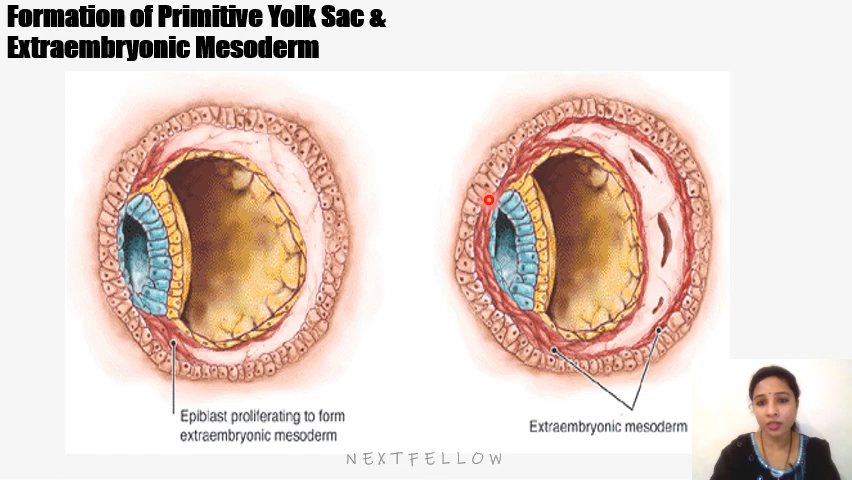 Formation of Primitive Yolk Sac &
Extraembryonic Mesoderm
Epiblast proliferating to form
extraembryonic mesoderm
Extraembryonic mesoderm
NEXTFELLOW